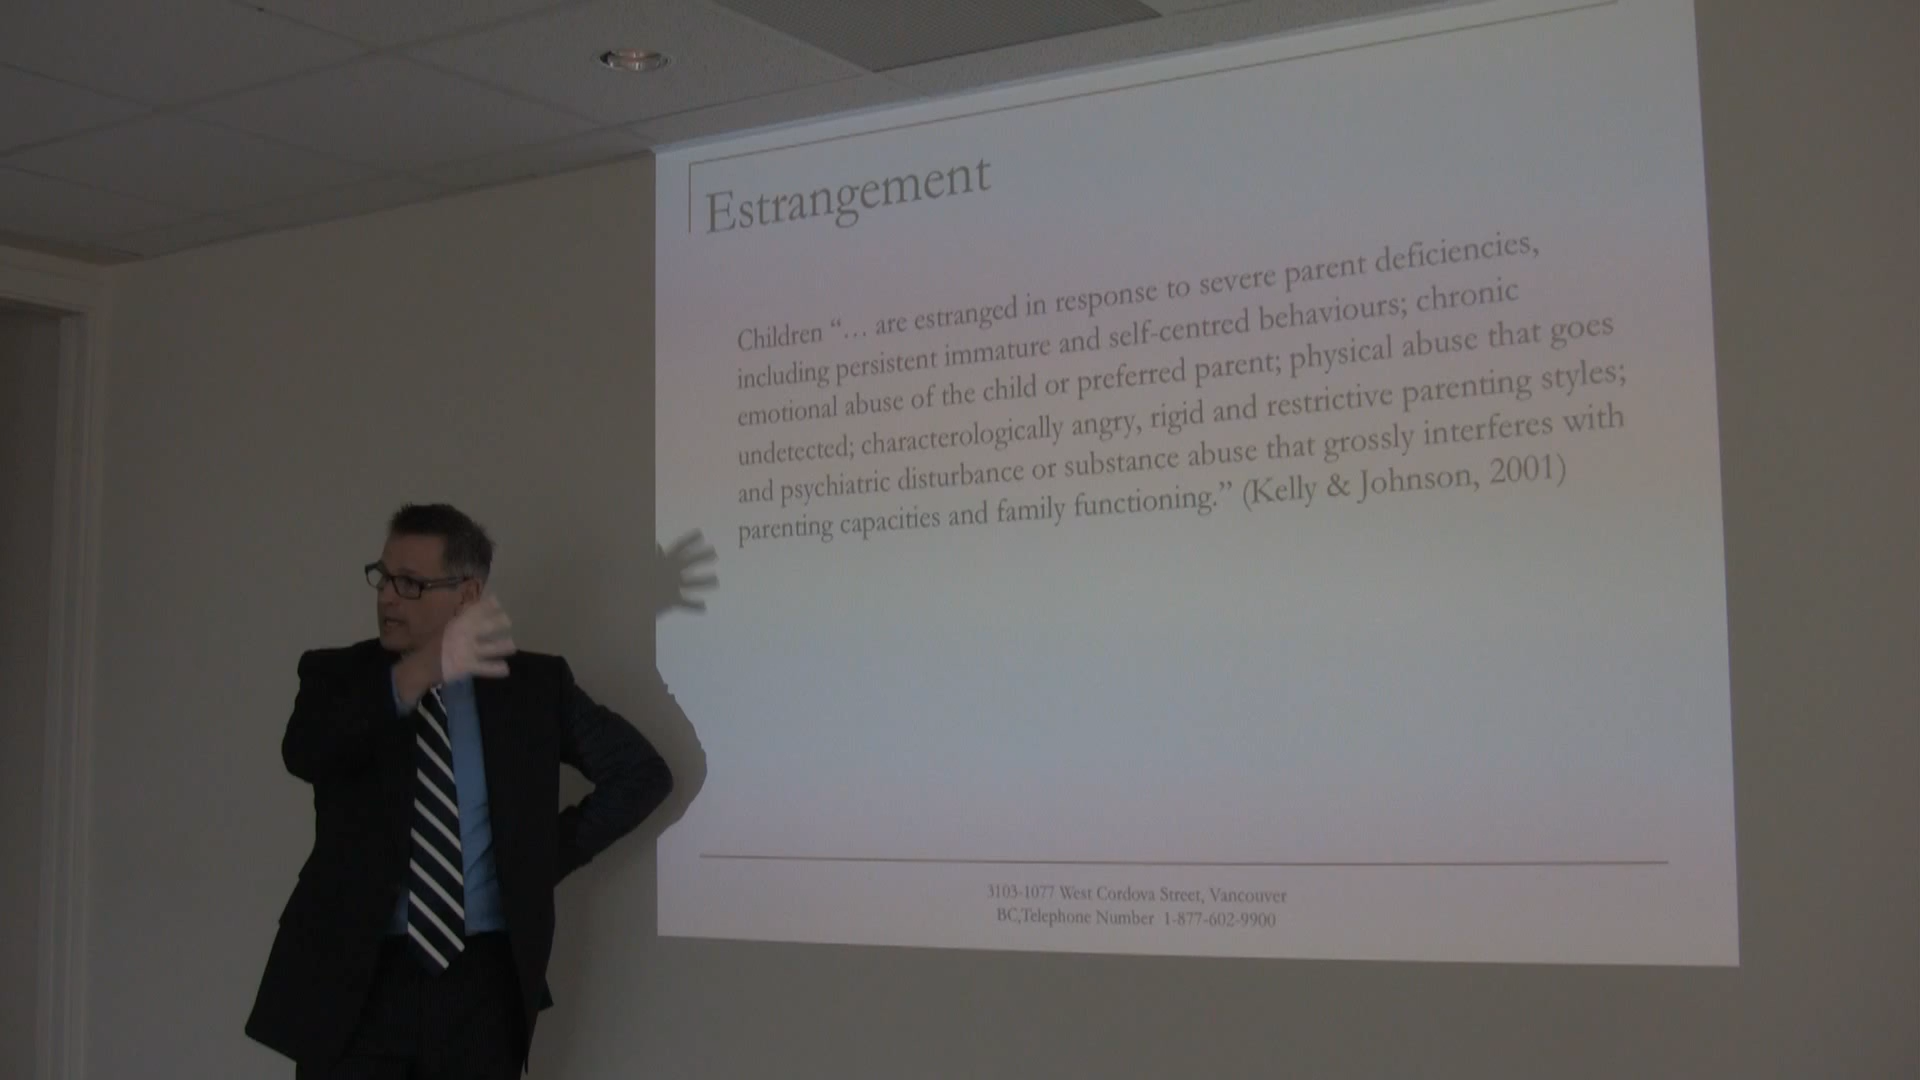 Estrangement
Children “… are estranged in response to severe parent deficiencies,
including persistent immature and self-centred behaviours; chronic
emotional abuse of the child or preferred parent; physical abuse that goes
undetected; characterologically angry, rigid and restrictive parenting styles;
and psychiatric disturbance or substance abuse that grossly interferes with
parenting capacities and family functioning.” (Kelly & Johnson, 2001)
3103-1077 West Cordova Street, Vancouver
BC,Telephone Number 1-877-602-9900